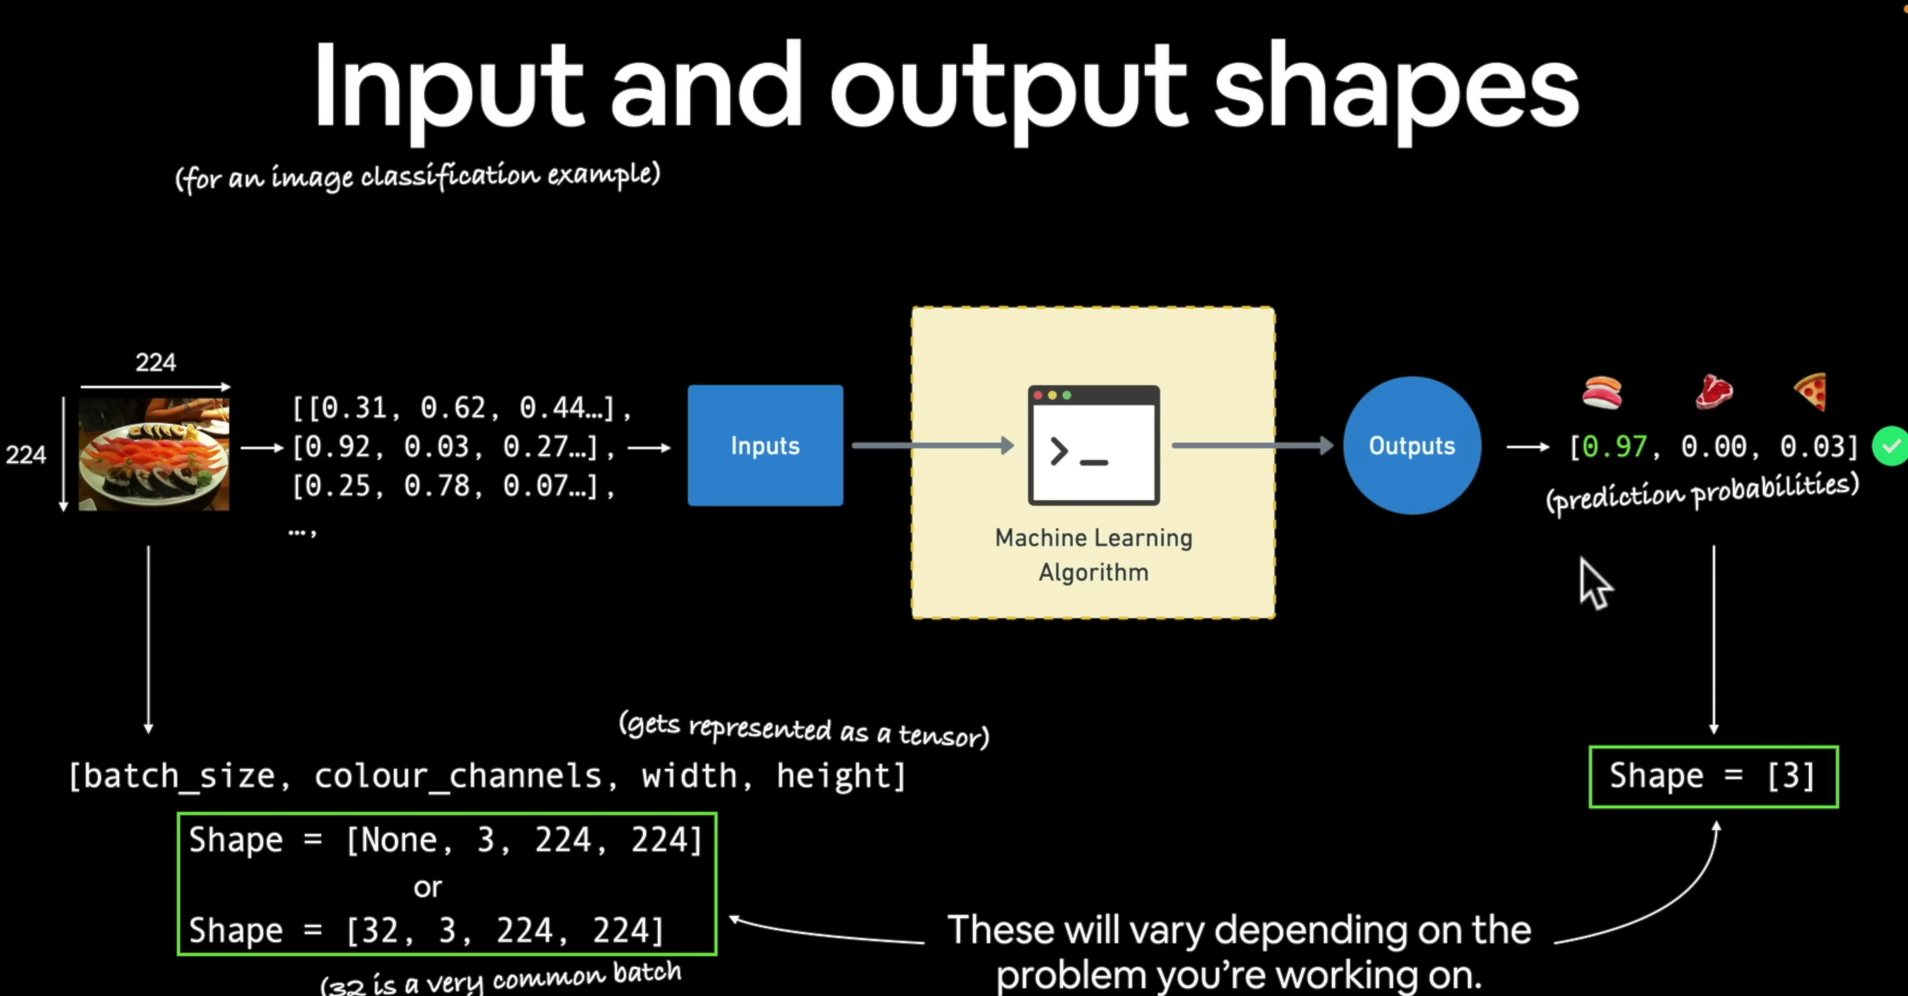 Input and output shapes
(for an image classification example)
224
224
[[0.31, 0.62, 0.44…],
[0.92, 0.03, 0.27…],
[0.25, 0.78, 0.07…],
…,
Inputs
Machine Learning
Algorithm
Outputs
[0.97, 0.00, 0.03]
(prediction probabilities)
(gets represented as a tensor)
[batch_size, colour_channels, width, height]
Shape = [None, 3, 224, 224]
or
Shape = [32, 3, 224, 224]
(32 is a very common batch
Shape = [3]
These will vary depending on the
problem you’re working on.